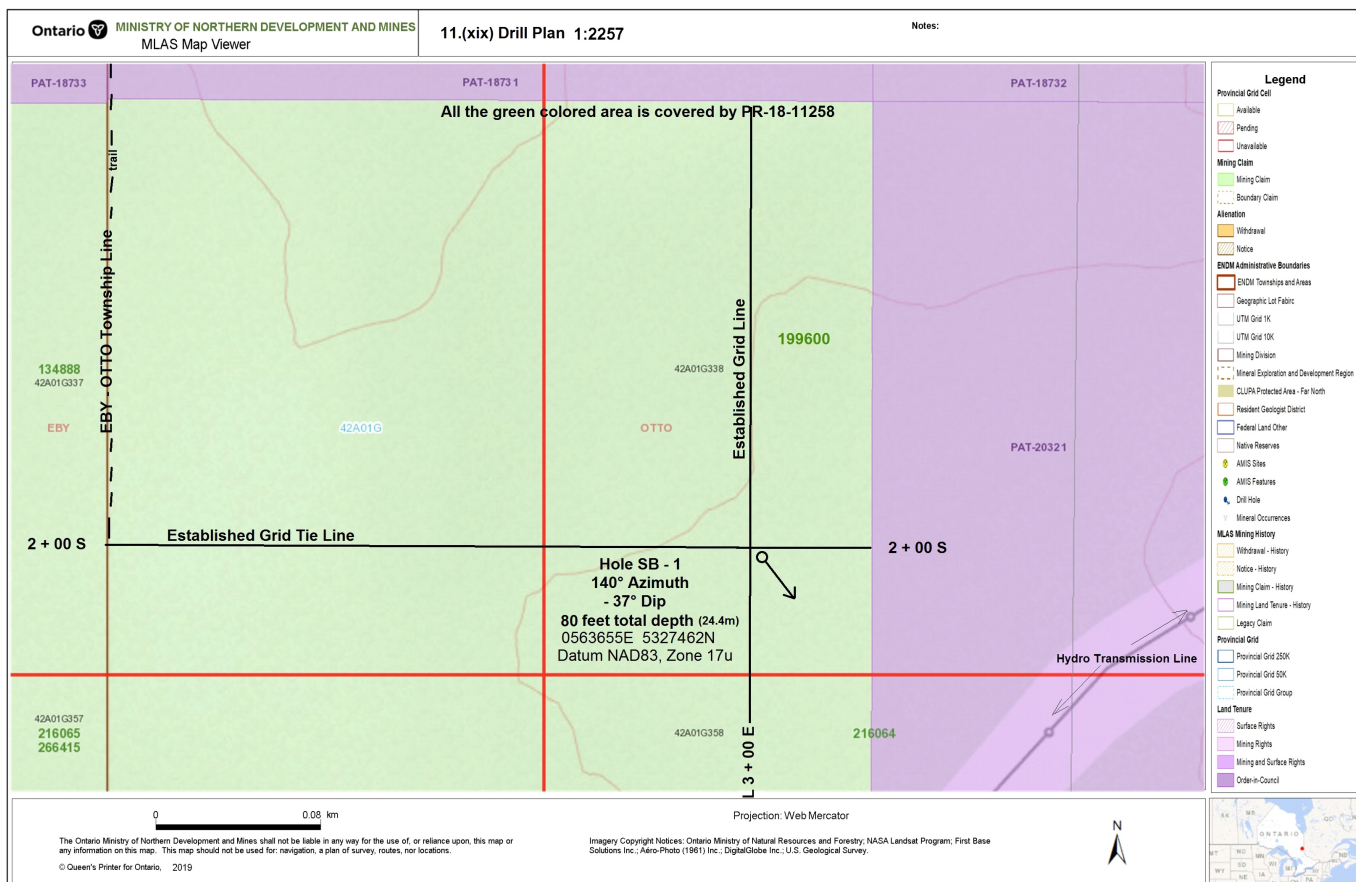 Ontario
MINISTRY OF NORTHERN DEVELOPMENT AND MINES
MLAS Map Viewer
11.(xix) Drill Plan 1:2257
Notes:
PAT-18733
PAT-18731
PAT-18732
All the green colored area is covered by PR-18-11258
trail
EBY - OTTO Township Line
Established Grid Line
199600
134888
42A01G337
42A01G338
EBY
42A01G
OTTO
PAT-20321
2 + 00 S
Established Grid Tie Line
2 + 00 S
Hole SB - 1
140° Azimuth
- 37° Dip
80 feet total depth (24.4m)
0563655E 5327462N
Datum NAD83, Zone 17u
Hydro Transmission Line
42A01G357
216065
266415
42A01G358
216064
L 3 + 00 E
Legend
Provincial Grid Cell
Available
Pending
Unavailable
Mining Claim
Mining Claim
Boundary Claim
Alienation
Withdrawal
Notice
ENDM Administrative Boundaries
ENDM Townships and Areas
Geographic Lot Fabirc
UTM Grid 1K
UTM Grid 10K
Mining Division
Mineral Exploration and Development Region
CLUPA Protected Area - Far North
Resident Geologist District
Federal Land Other
Native Reserves
AMIS Sites
AMIS Features
Drill Hole
Mineral Occurrences
MLAS Mining History
Withdrawal - History
Notice - History
Mining Claim - History
Mining Land Tenure - History
Legacy Claim
Provincial Grid
Provincial Grid 250K
Provincial Grid 50K
Provincial Grid Group
Land Tenure
Surface Rights
Mining Rights
Mining and Surface Rights
Order-in-Council
0 0.08 km
Projection: Web Mercator
The Ontario Ministry of Northern Development and Mines shall not be liable in any way for the use of, or reliance upon, this map or
any information on this map. This map should not be used for: navigation, a plan of survey, routes, nor locations.
© Queen's Printer for Ontario, 2019
Imagery Copyright Notices: Ontario Ministry of Natural Resources and Forestry; NASA Landsat Program; First Base
Solutions Inc.; Aéro-Photo (1961) Inc.; DigitalGlobe Inc.; U.S. Geological Survey.
N
ONTARIO